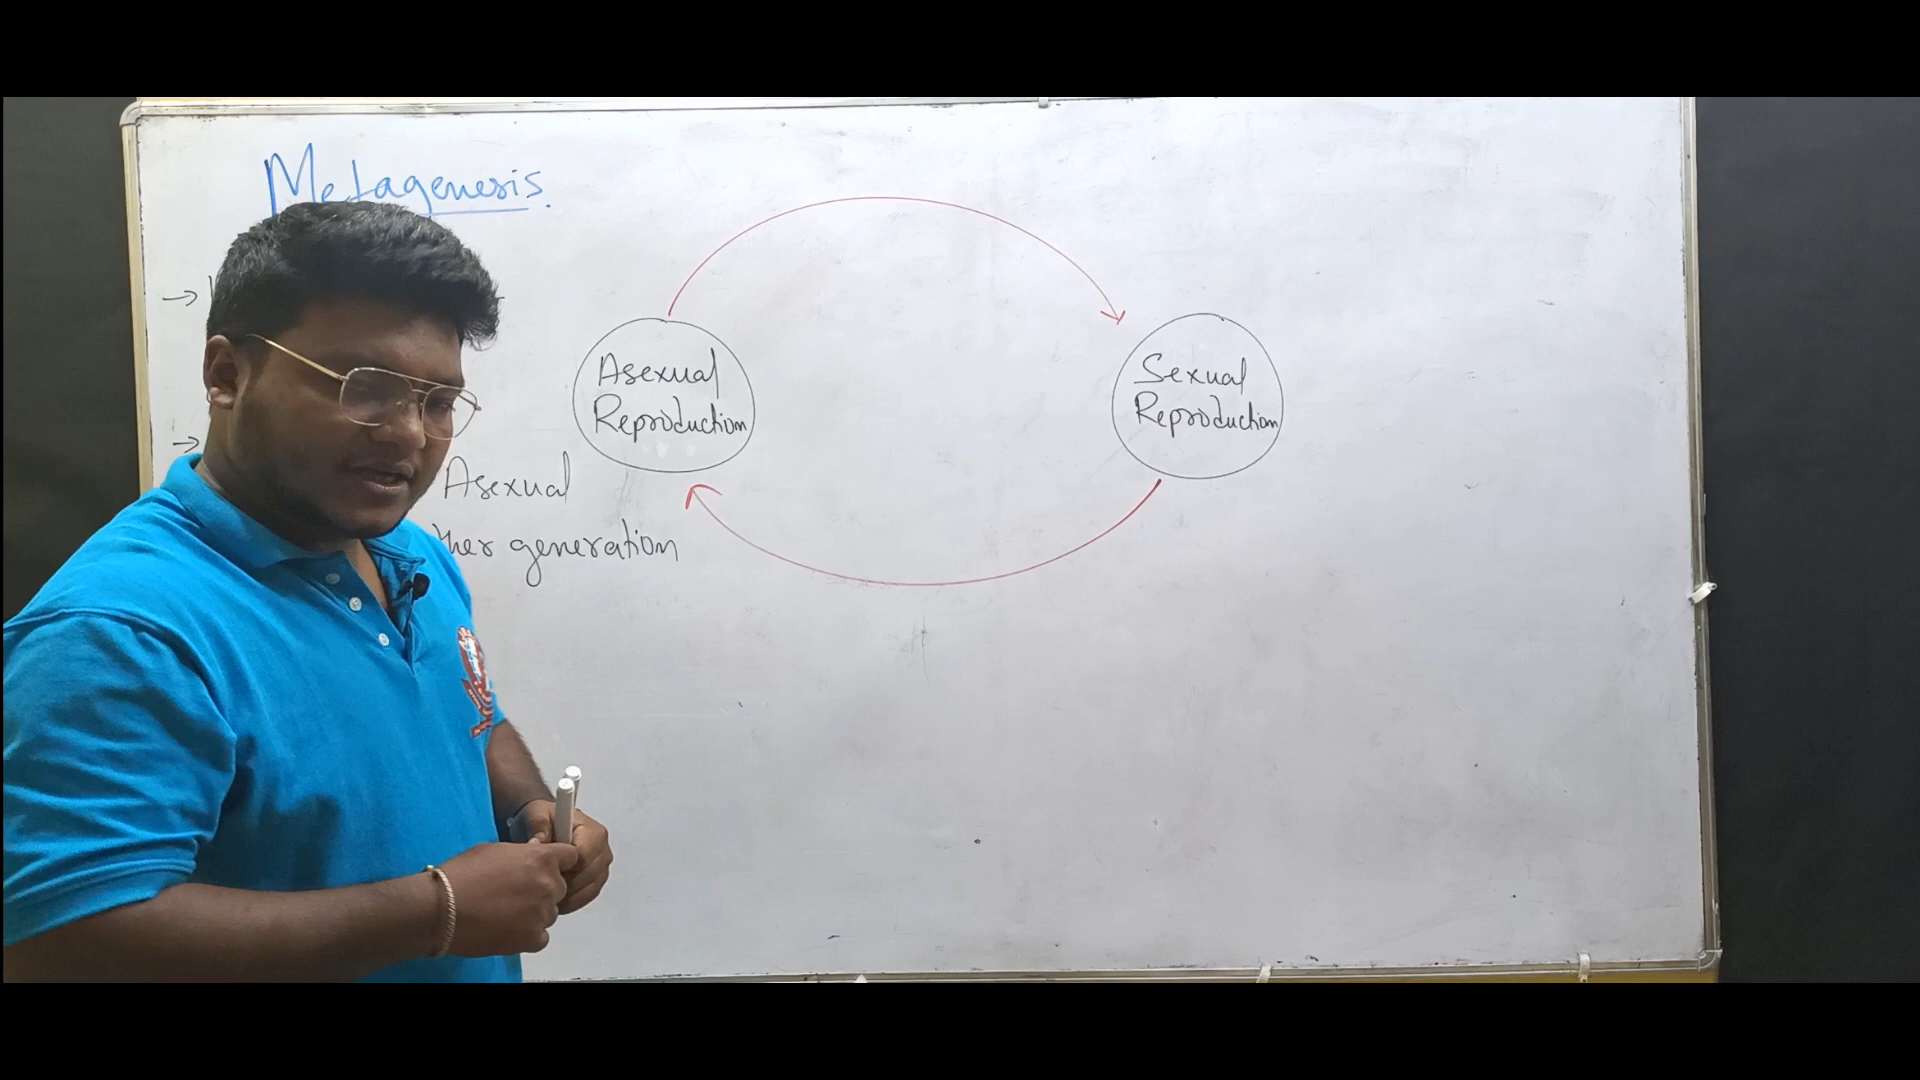 Metagenesis.
→
Asexual
Reproduction
Sexual
Reproduction
→
Asexual
generation